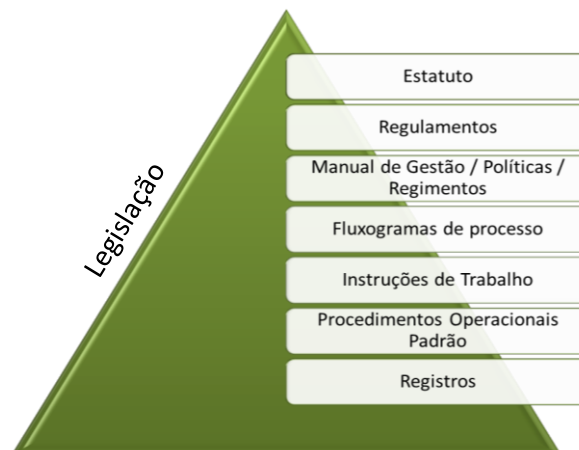 Legislação
Estatuto
Regulamentos
Manual de Gestão / Políticas /
Regimentos
Fluxogramas de processo
Instruções de Trabalho
Procedimentos Operacionais
Padrão
Registros